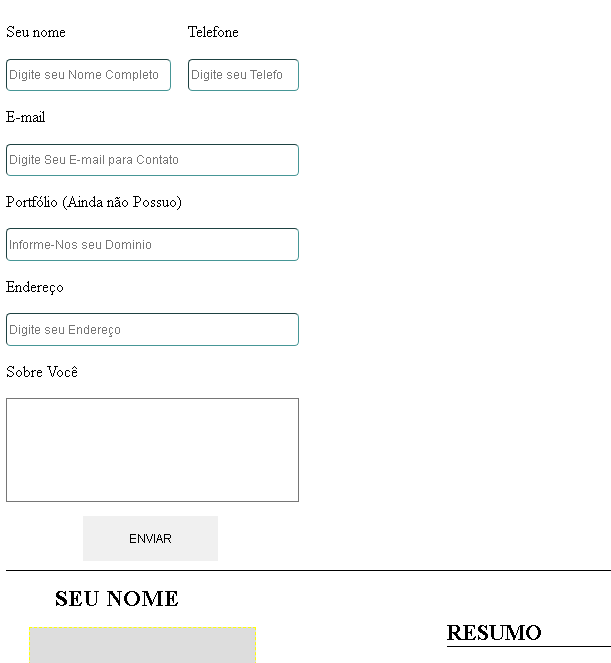 Seu nome Telefone
Digite seu Nome Completo Digite seu Telefo
E-mail
Digite Seu E-mail para Contato
Portfólio (Ainda não Possuo)
Informe-Nos seu Dominio
Endereço
Digite seu Endereço
Sobre Você
ENVIAR
SEU NOME
RESUMO